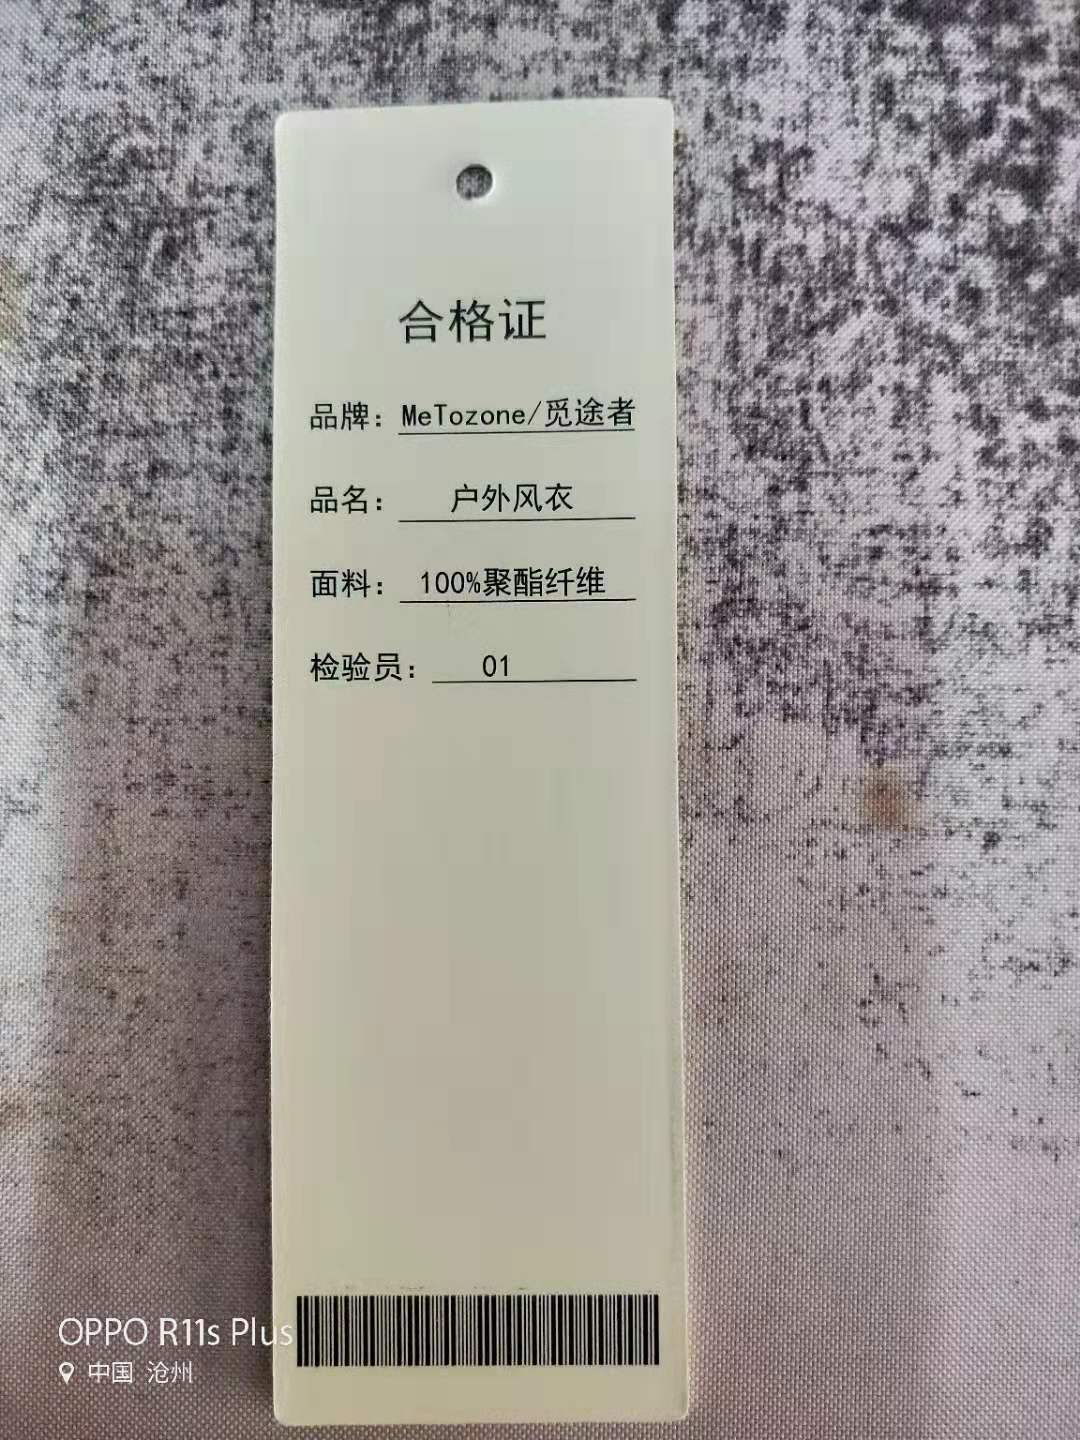 合格证
品牌：MeTozone/觅途者
品名：户外风衣
面料：100%聚酯纤维
检验员：01
OPPO R11s Plus
中国 沧州